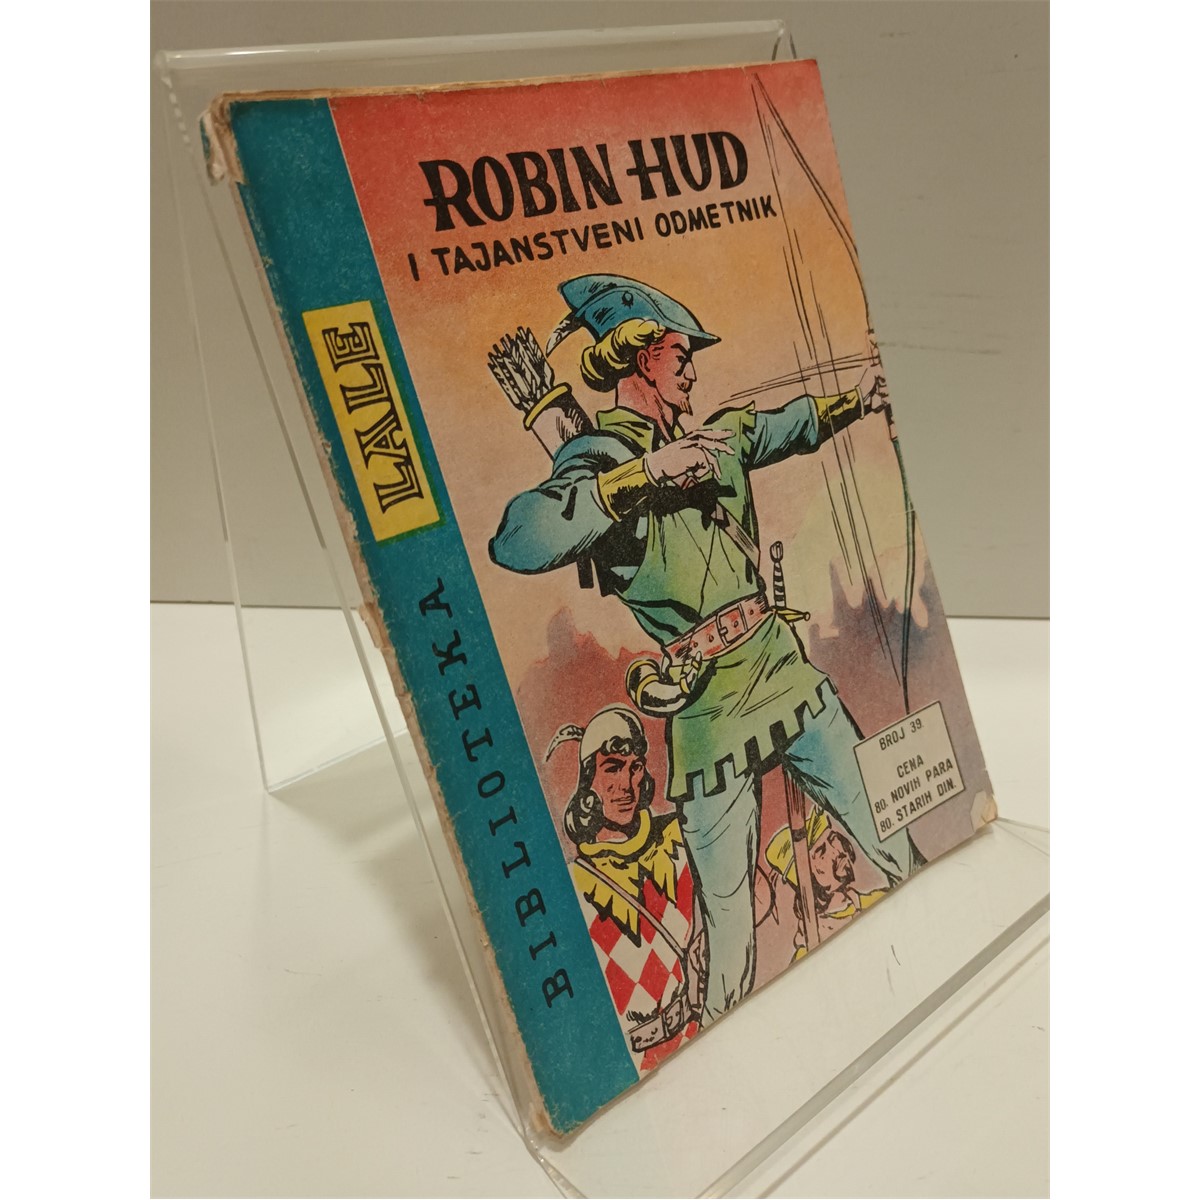 ROBIN HUD
I TAJANSTVENI ODMETNIK
BIBLIOTEKA LALE
BROJ 39
CENA
80. NOVIH PARA
80. STARIH DIN.